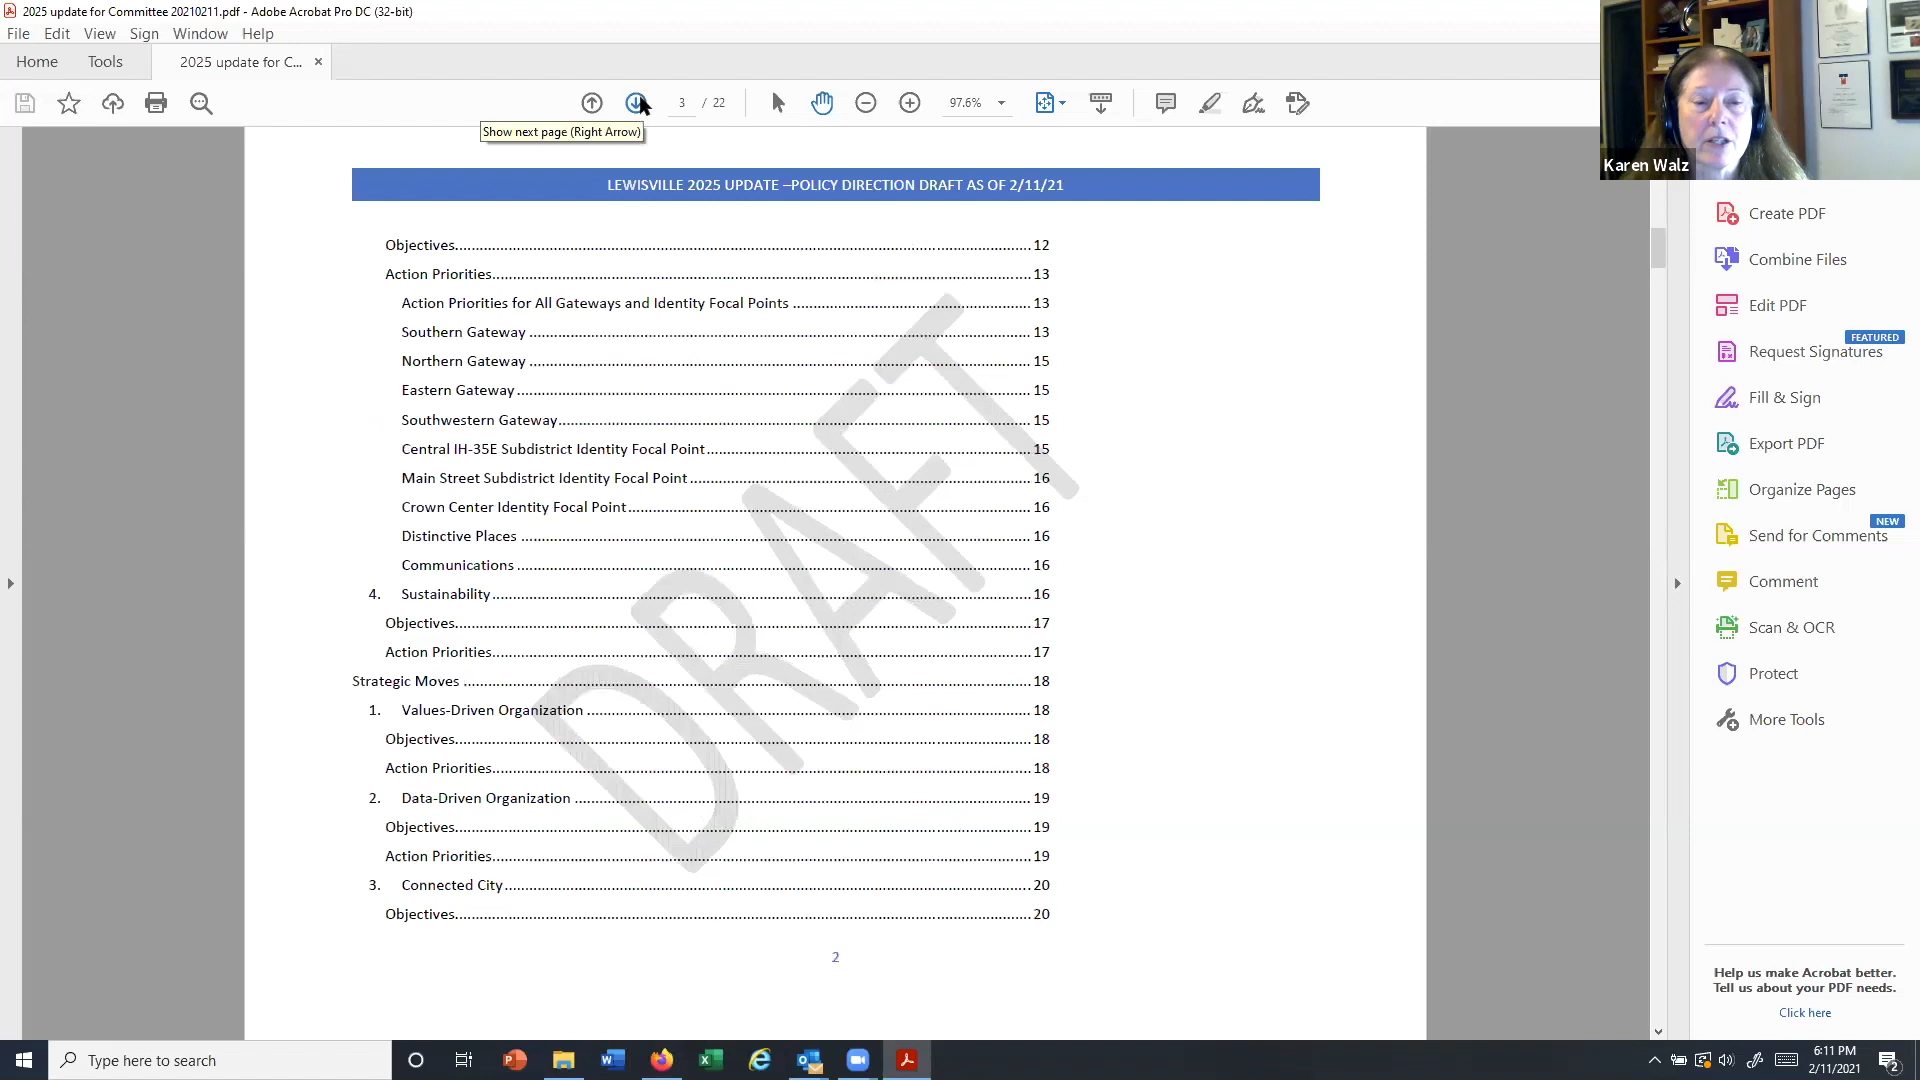 2025 update for Committee 20210211.pdf - Adobe Acrobat Pro DC (32-bit)
File Edit View Sign Window Help
Home Tools 2025 update for C... ×
3 / 22 97.6%
Show next page (Right Arrow)
Karen Walz
LEWISVILLE 2025 UPDATE –POLICY DIRECTION DRAFT AS OF 2/11/21
Objectives 12
Action Priorities 13
Action Priorities for All Gateways and Identity Focal Points 13
Southern Gateway 13
Northern Gateway 15
Eastern Gateway 15
Southwestern Gateway 15
Central IH-35E Subdistrict Identity Focal Point 15
Main Street Subdistrict Identity Focal Point 16
Crown Center Identity Focal Point 16
Distinctive Places 16
Communications 16
4. Sustainability 16
Objectives 17
Action Priorities 17
Strategic Moves 18
1. Values-Driven Organization 18
Objectives 18
Action Priorities 18
2. Data-Driven Organization 19
Objectives 19
Action Priorities 19
3. Connected City 20
Objectives 20
2
DRAFT
Create PDF
Combine Files
Edit PDF
FEATURED
Request Signatures
Fill & Sign
Export PDF
Organize Pages
NEW
Send for Comments
Comment
Scan & OCR
Protect
More Tools
Help us make Acrobat better.
Tell us about your PDF needs.
Click here
Type here to search
6:11 PM
2/11/2021
2